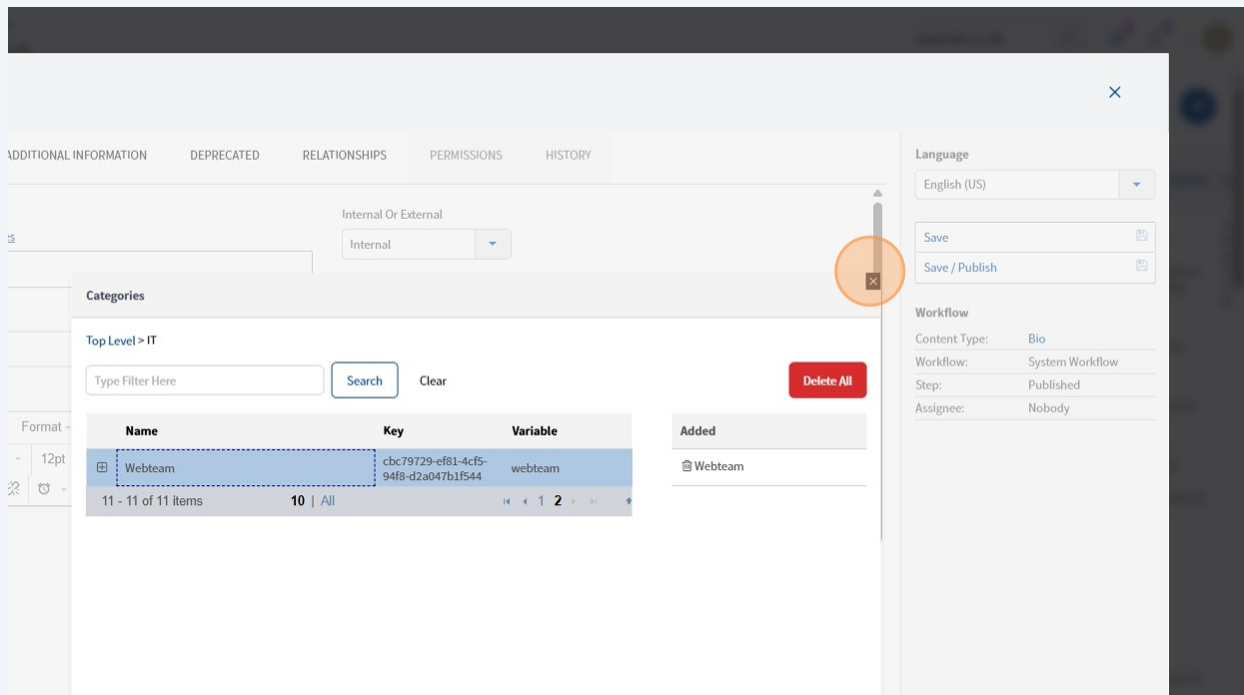 ADDITIONAL INFORMATION DEPRECATED RELATIONSHIPS PERMISSIONS HISTORY
Internal Or External
Internal
Categories
Top Level > IT
Type Filter Here Search Clear Delete All
Name Key Variable Added
Webteam cbc79729-ef81-4cf5-
94f8-d2a047b1f544 webteam Webteam
11 - 11 of 11 items 10 | All 1 2
Format
12pt
Language
English (US)
Save
Save / Publish
Workflow
Content Type: Bio
Workflow: System Workflow
Step: Published
Assignee: Nobody